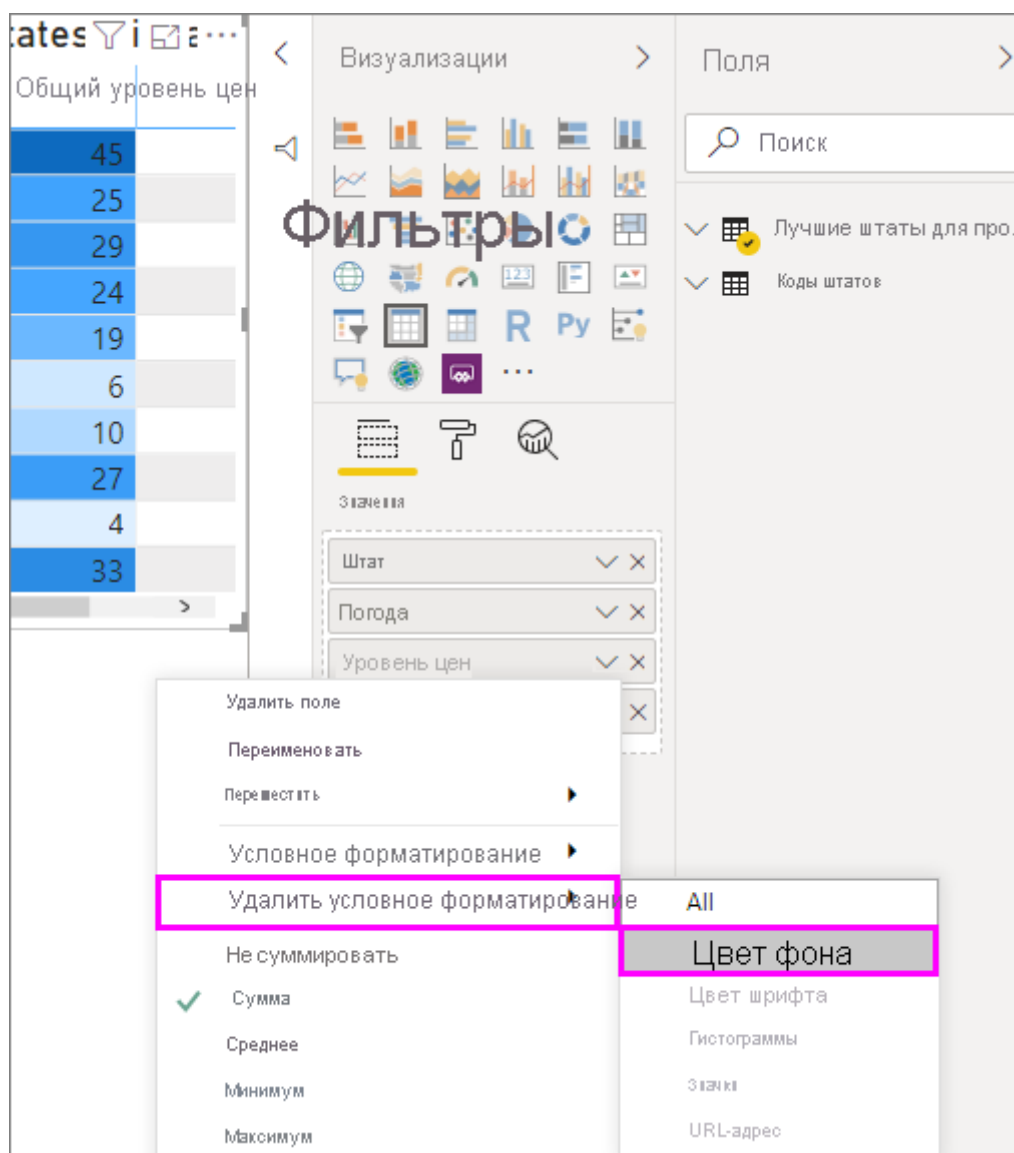 ates
Общий уровень цен
45
25
29
24
19
6
10
27
4
33
Фильтры
Визуализации
123
R
Py
Значения
Штат
Погода
Уровень цен
Поля
Поиск
Лучшие штаты для про.
Коды штатов
Удалить поле
Переименовать
Переместить
Условное форматирование
Удалить условное форматирование
Не суммировать
Сумма
Среднее
Минимум
Максимум
All
Цвет фона
Цвет шрифта
Гистограммы
Значки
URL-адрес